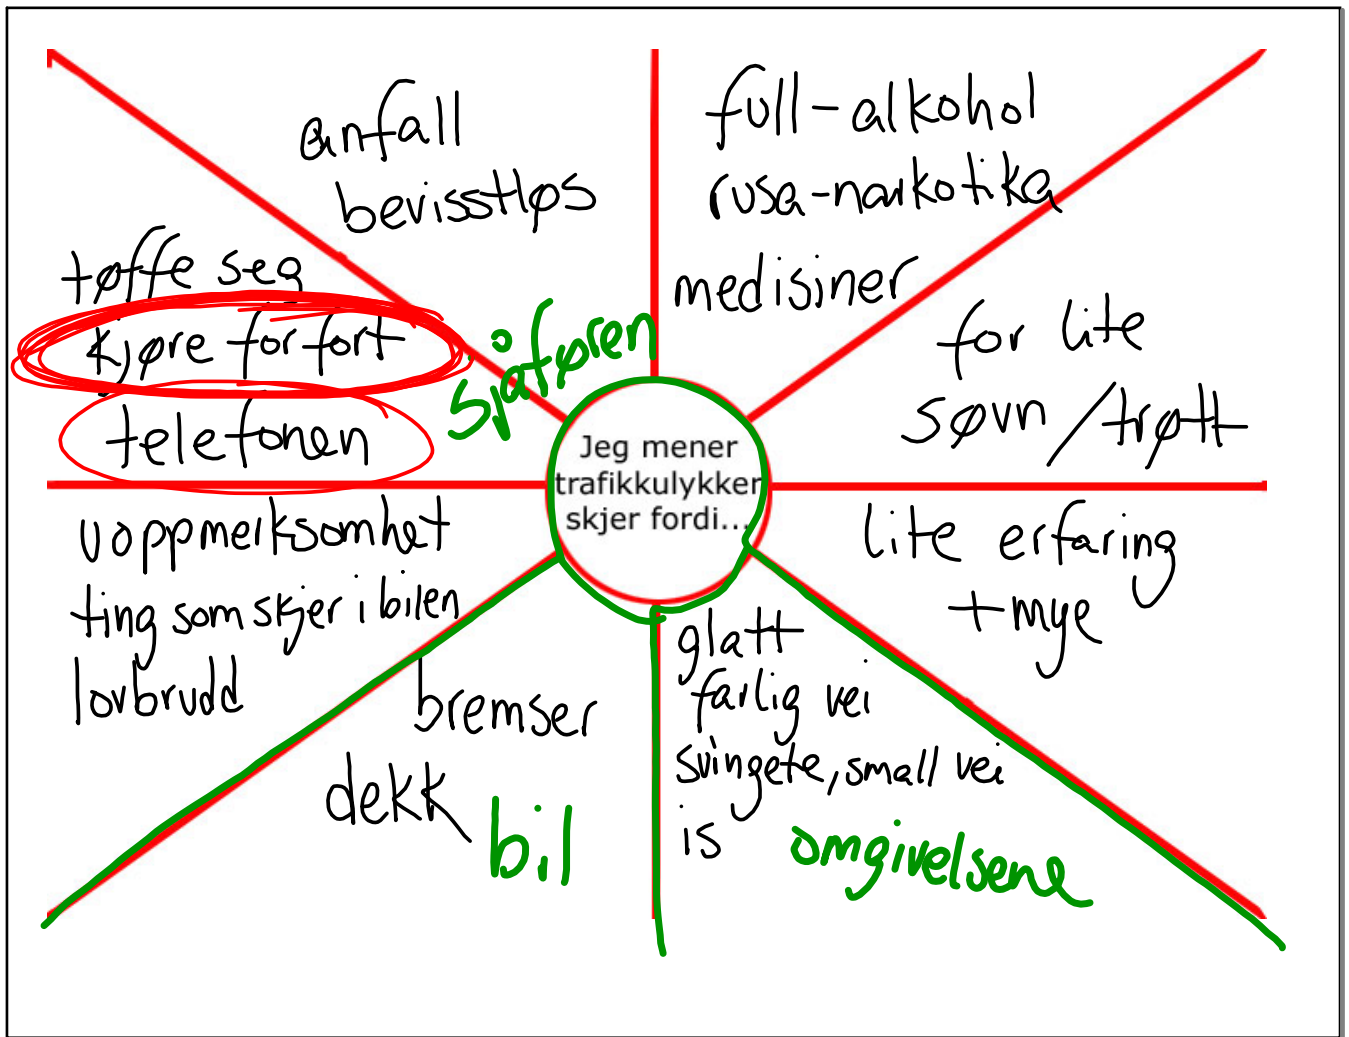 anfall
bevisstløs
full-alkohol
rusa-narkotika
medisiner
tøffe seg
kjøre for fort
telefonen
sjåføren
for lite
søvn / trøtt
Jeg mener
trafikkulykker
skjer fordi...
uoppmerksomhet
ting som skjer i bilen
lovbrudd
lite erfaring
+ mye
bremser
dekk
bil
glatt
farlig vei
svingete, small vei
is
omgivelsene